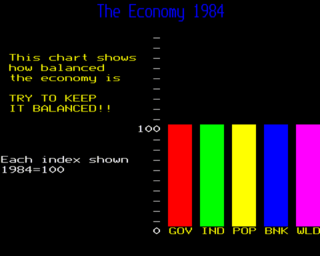 The Economy 1984
This chart shows
how balanced
the economy is
TRY TO KEEP
IT BALANCED!!
100
Each index shown
1984=100
0
GOV IND POP BNK WLD